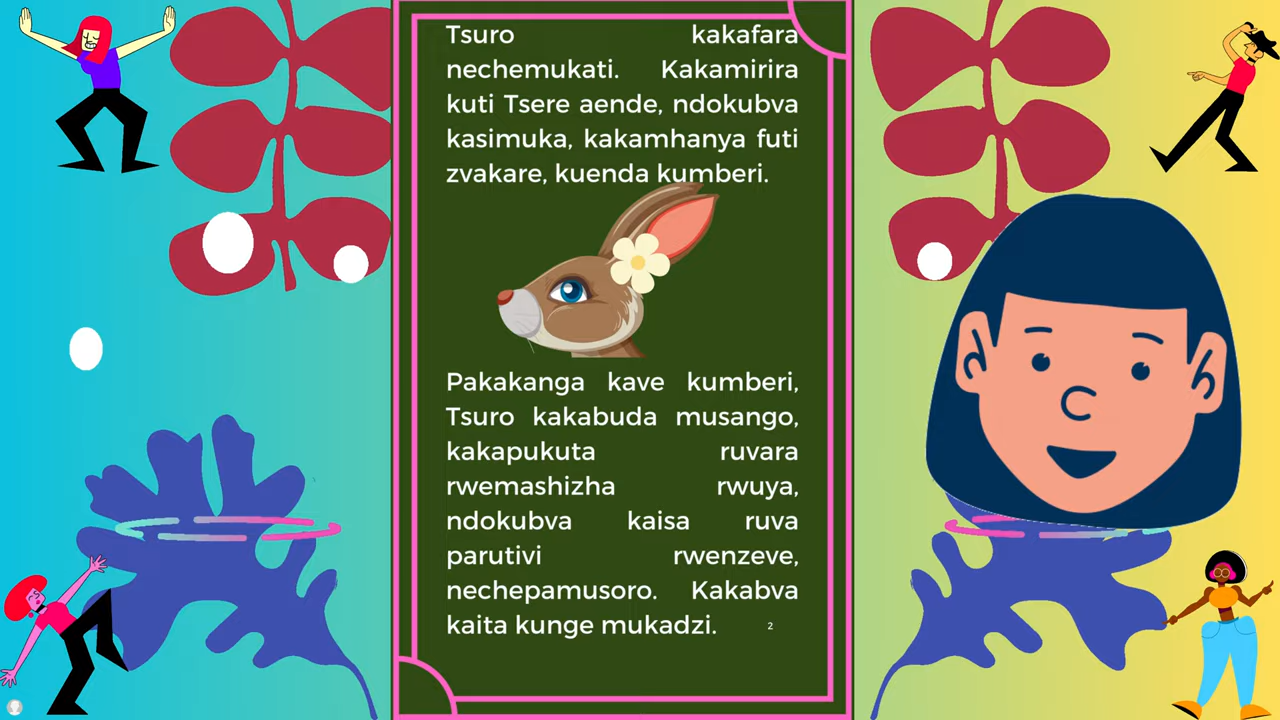 Tsuro kakafara
nechemukati. Kakamirira
kuti Tsere aende, ndokubva
kasimuka, kakamhanya futi
zvakare, kuenda kumberi.
Pakakanga kave kumberi,
Tsuro kakabuda musango,
kakapukuta ruvara
rwemashizha rwuya,
ndokubva kaisa ruva
parutivi rwenzeve,
nechepamusoro. Kakabva
kaita kunge mukadzi.
2